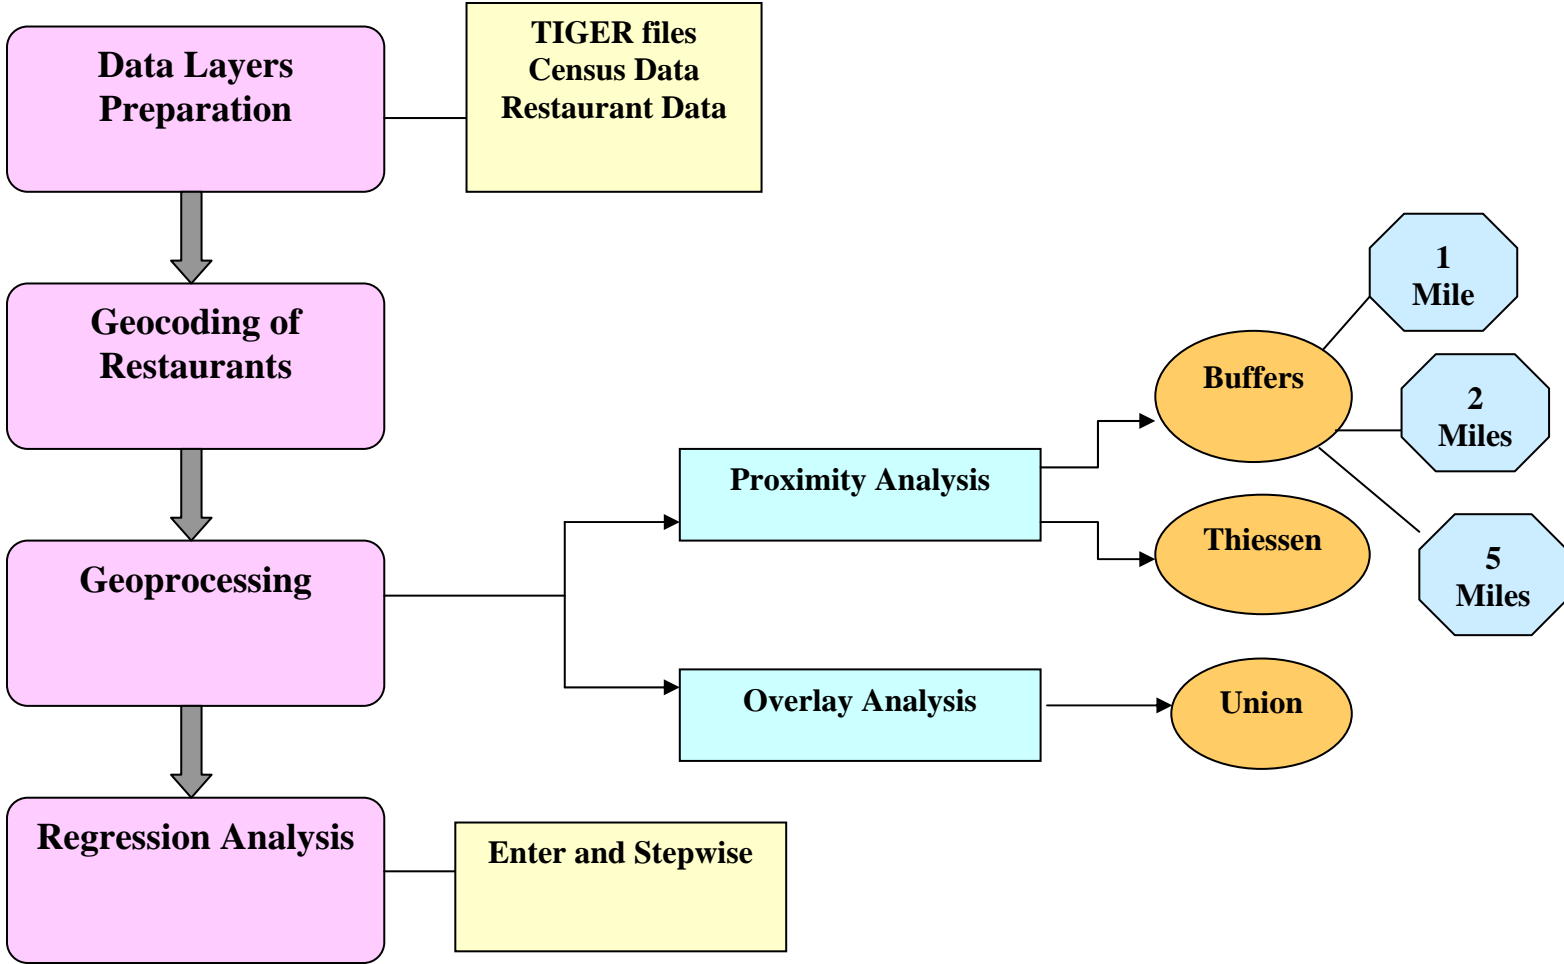 Data Layers
Preparation
TIGER files
Census Data
Restaurant Data
Geocoding of
Restaurants
Geoprocessing
Proximity Analysis
Buffers
1
Mile
2
Miles
5
Miles
Thiessen
Overlay Analysis
Union
Regression Analysis
Enter and Stepwise